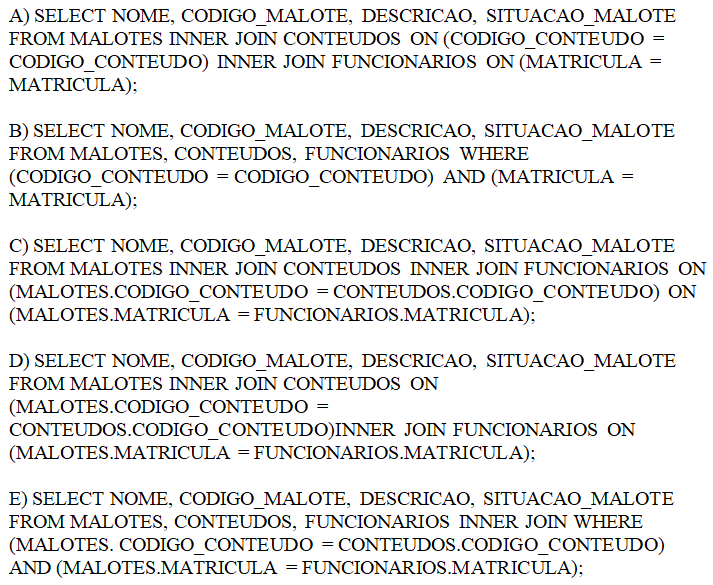 A) SELECT NOME, CODIGO_MALOTE, DESCRICAO, SITUACAO_MALOTE
FROM MALOTES INNER JOIN CONTEUDOS ON (CODIGO_CONTEUDO =
CODIGO_CONTEUDO) INNER JOIN FUNCIONARIOS ON (MATRICULA =
MATRICULA);
B) SELECT NOME, CODIGO_MALOTE, DESCRICAO, SITUACAO_MALOTE
FROM MALOTES, CONTEUDOS, FUNCIONARIOS WHERE
(CODIGO_CONTEUDO = CODIGO_CONTEUDO) AND (MATRICULA =
MATRICULA);
C) SELECT NOME, CODIGO_MALOTE, DESCRICAO, SITUACAO_MALOTE
FROM MALOTES INNER JOIN CONTEUDOS INNER JOIN FUNCIONARIOS ON
(MALOTES.CODIGO_CONTEUDO = CONTEUDOS.CODIGO_CONTEUDO) ON
(MALOTES.MATRICULA = FUNCIONARIOS.MATRICULA);
D) SELECT NOME, CODIGO_MALOTE, DESCRICAO, SITUACAO_MALOTE
FROM MALOTES INNER JOIN CONTEUDOS ON
(MALOTES.CODIGO_CONTEUDO =
CONTEUDOS.CODIGO_CONTEUDO)INNER JOIN FUNCIONARIOS ON
(MALOTES.MATRICULA = FUNCIONARIOS.MATRICULA);
E) SELECT NOME, CODIGO_MALOTE, DESCRICAO, SITUACAO_MALOTE
FROM MALOTES, CONTEUDOS, FUNCIONARIOS INNER JOIN WHERE
(MALOTES. CODIGO_CONTEUDO = CONTEUDOS.CODIGO_CONTEUDO)
AND (MALOTES.MATRICULA = FUNCIONARIOS.MATRICULA);